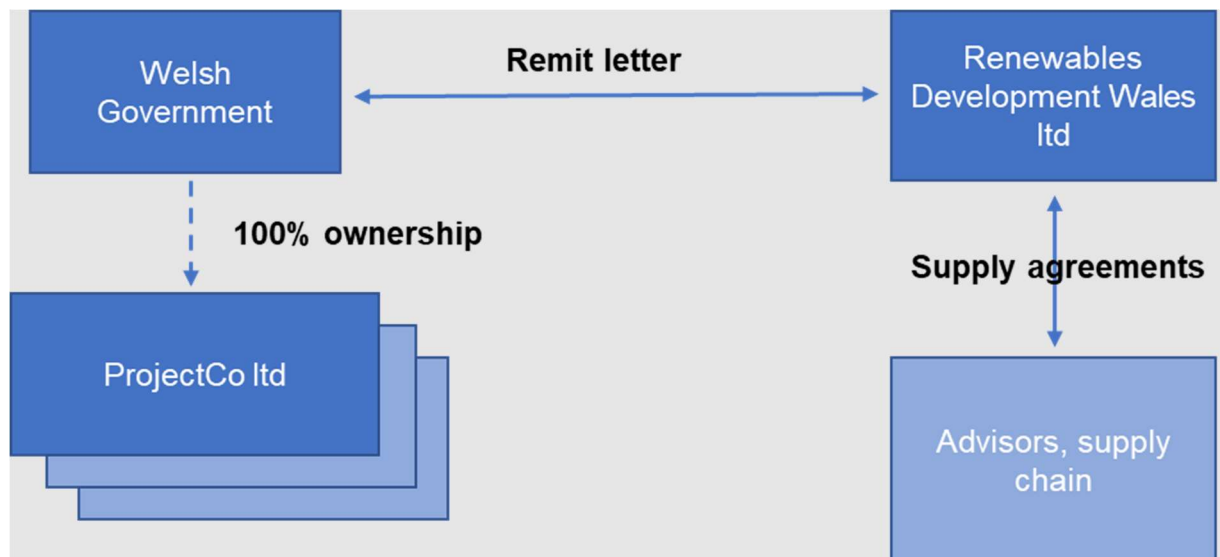 Welsh
Government
Remit letter
Renewables
Development Wales
ltd
100% ownership
Supply agreements
ProjectCo ltd
Advisors, supply
chain